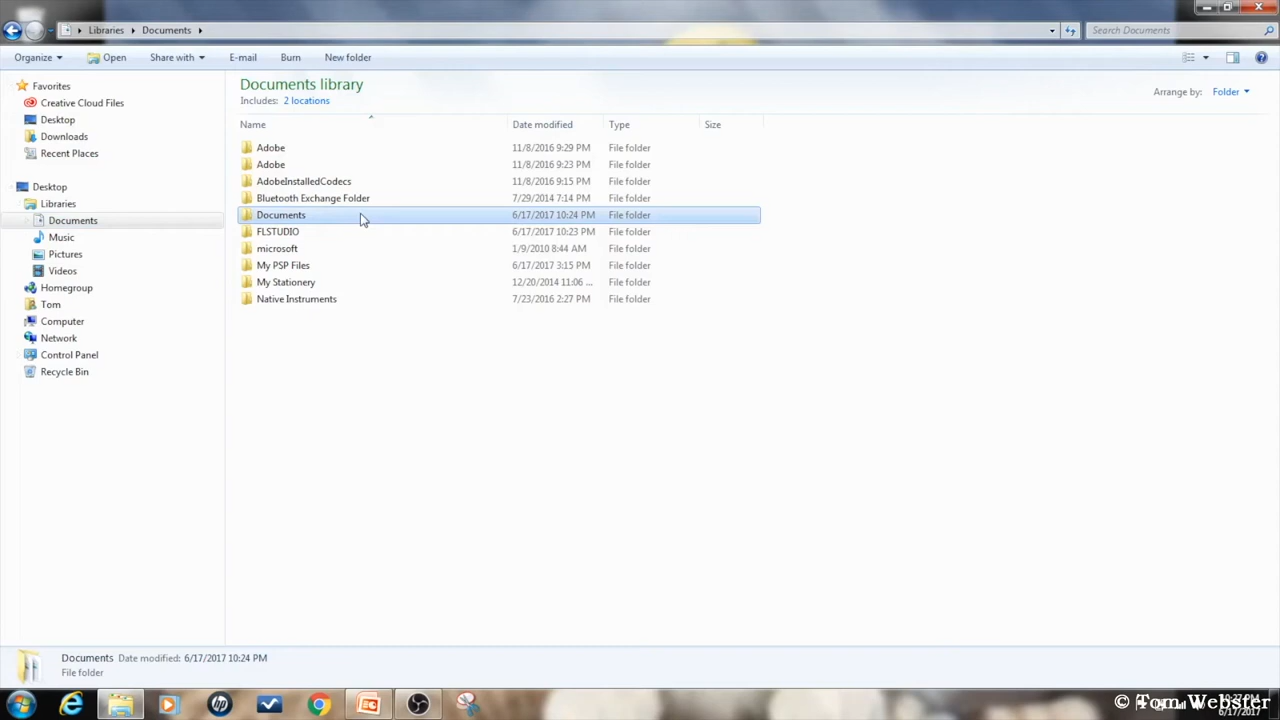 Libraries Documents
Search Documents
Organize Open Share with E-mail Burn New folder
Favorites
Creative Cloud Files
Desktop
Downloads
Recent Places
Desktop
Libraries
Documents
Music
Pictures
Videos
Homegroup
Tom
Computer
Network
Control Panel
Recycle Bin
Documents library
Includes: 2 locations
Arrange by: Folder
Name Date modified Type Size
Adobe 11/8/2016 9:29 PM File folder
Adobe 11/8/2016 9:23 PM File folder
AdobeInstalledCodecs 11/8/2016 9:15 PM File folder
Bluetooth Exchange Folder 7/29/2014 7:14 PM File folder
Documents 6/17/2017 10:24 PM File folder
FLSTUDIO 6/17/2017 10:23 PM File folder
microsoft 1/9/2010 8:44 AM File folder
My PSP Files 6/17/2017 3:15 PM File folder
My Stationery 12/20/2014 11:06 ... File folder
Native Instruments 7/23/2016 2:27 PM File folder
Documents Date modified: 6/17/2017 10:24 PM
File folder
10:27 PM
6/17/2017
© Tom Webster